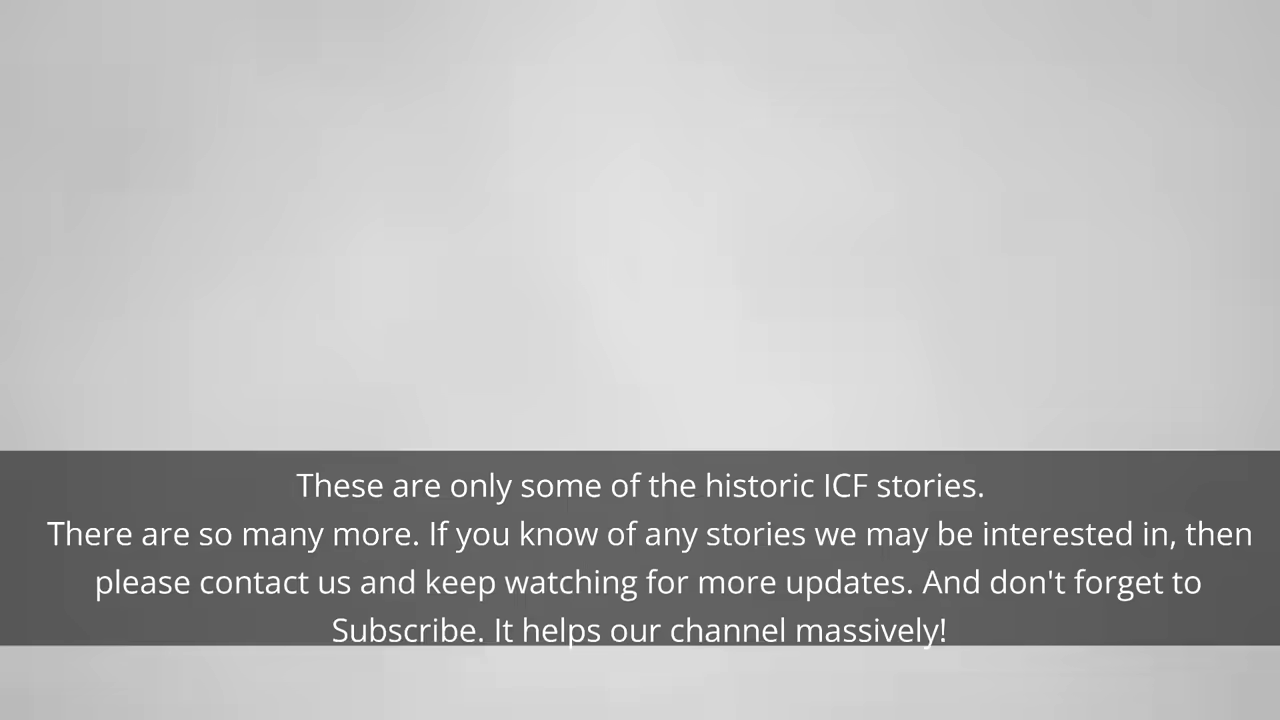 These are only some of the historic ICF stories.
There are so many more. If you know of any stories we may be interested in, then
please contact us and keep watching for more updates. And don't forget to
Subscribe. It helps our channel massively!